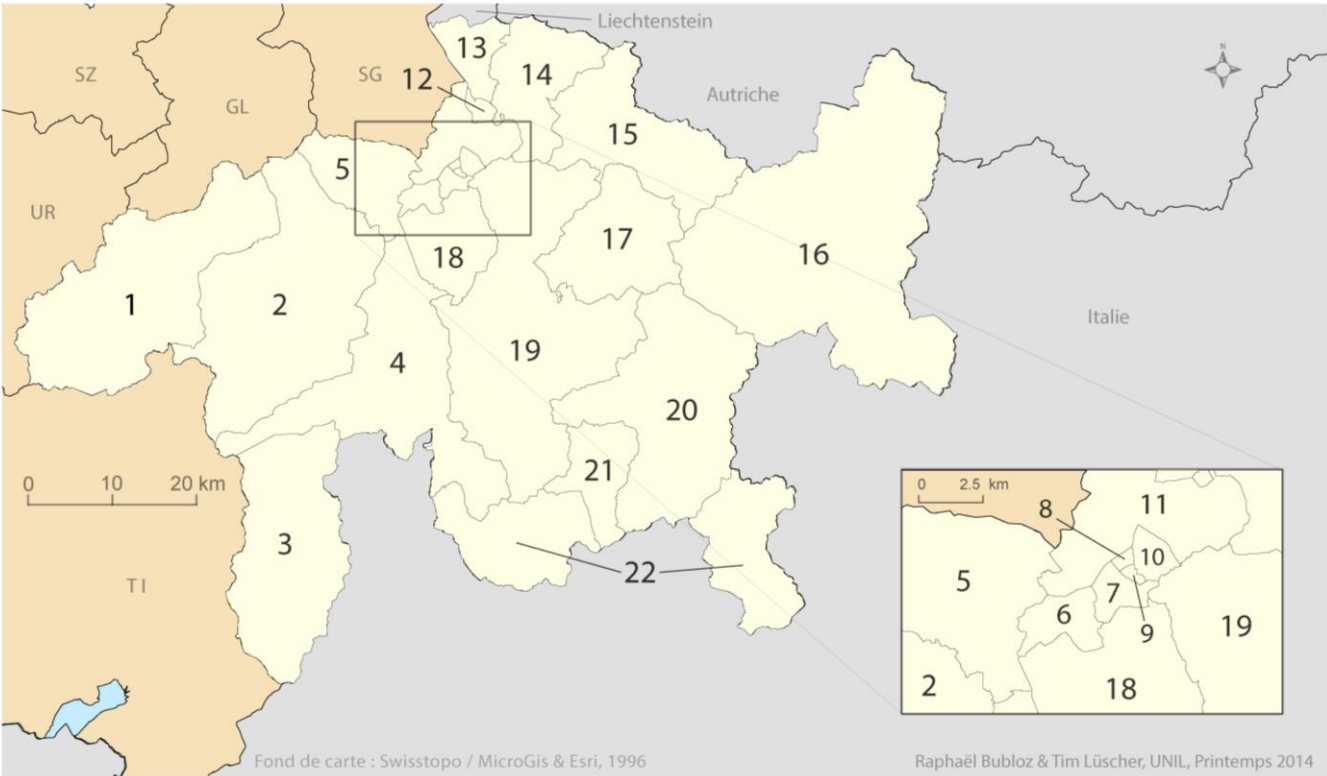 Liechtenstein
N
13
12
14
SZ
SG
GL
Autriche
15
5
UR
17
18
16
1
2
Italie
19
4
20
21
0 10 20 km
0 2.5 km
8
11
10
3
5
7
22
6
TI
9
19
2
18
Fond de carte : Swisstopo / MicroGis & Esri, 1996
Raphaël Bubloz & Tim Lüscher, UNIL, Printemps 2014